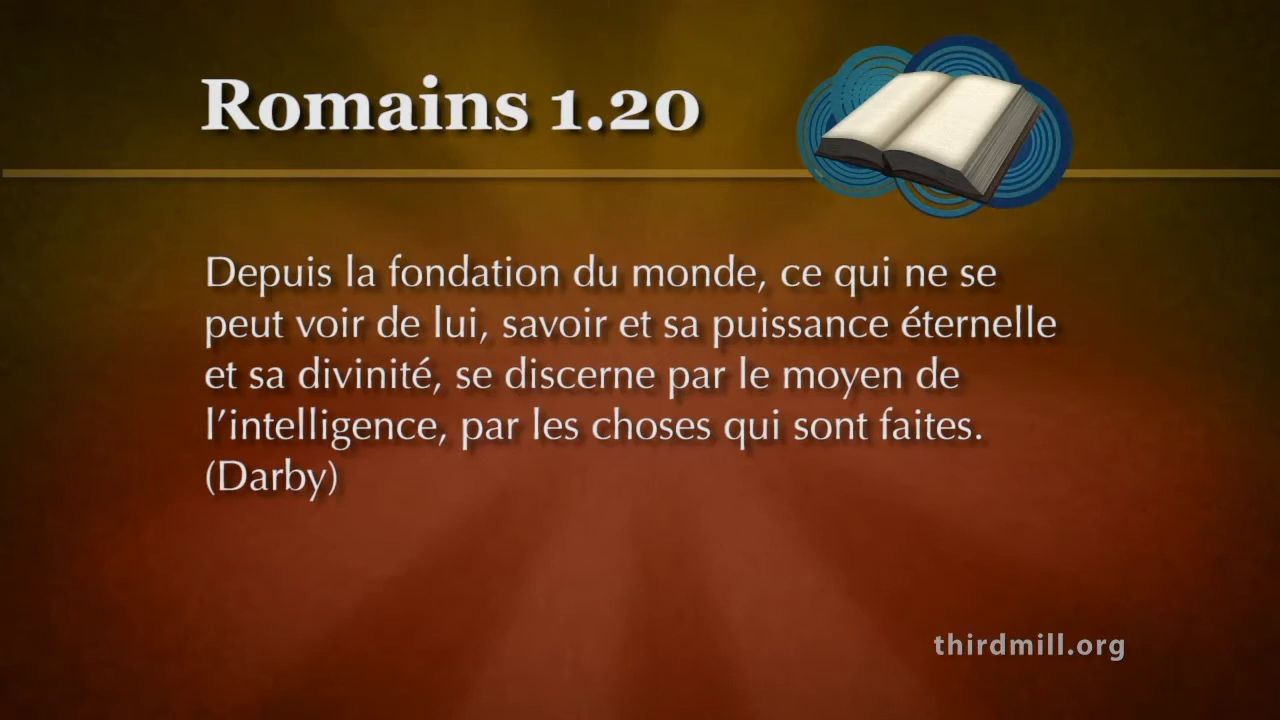 Romains 1.20
Depuis la fondation du monde, ce qui ne se
peut voir de lui, savoir et sa puissance éternelle
et sa divinité, se discerne par le moyen de
l’intelligence, par les choses qui sont faites.
(Darby)
thirdmill.org